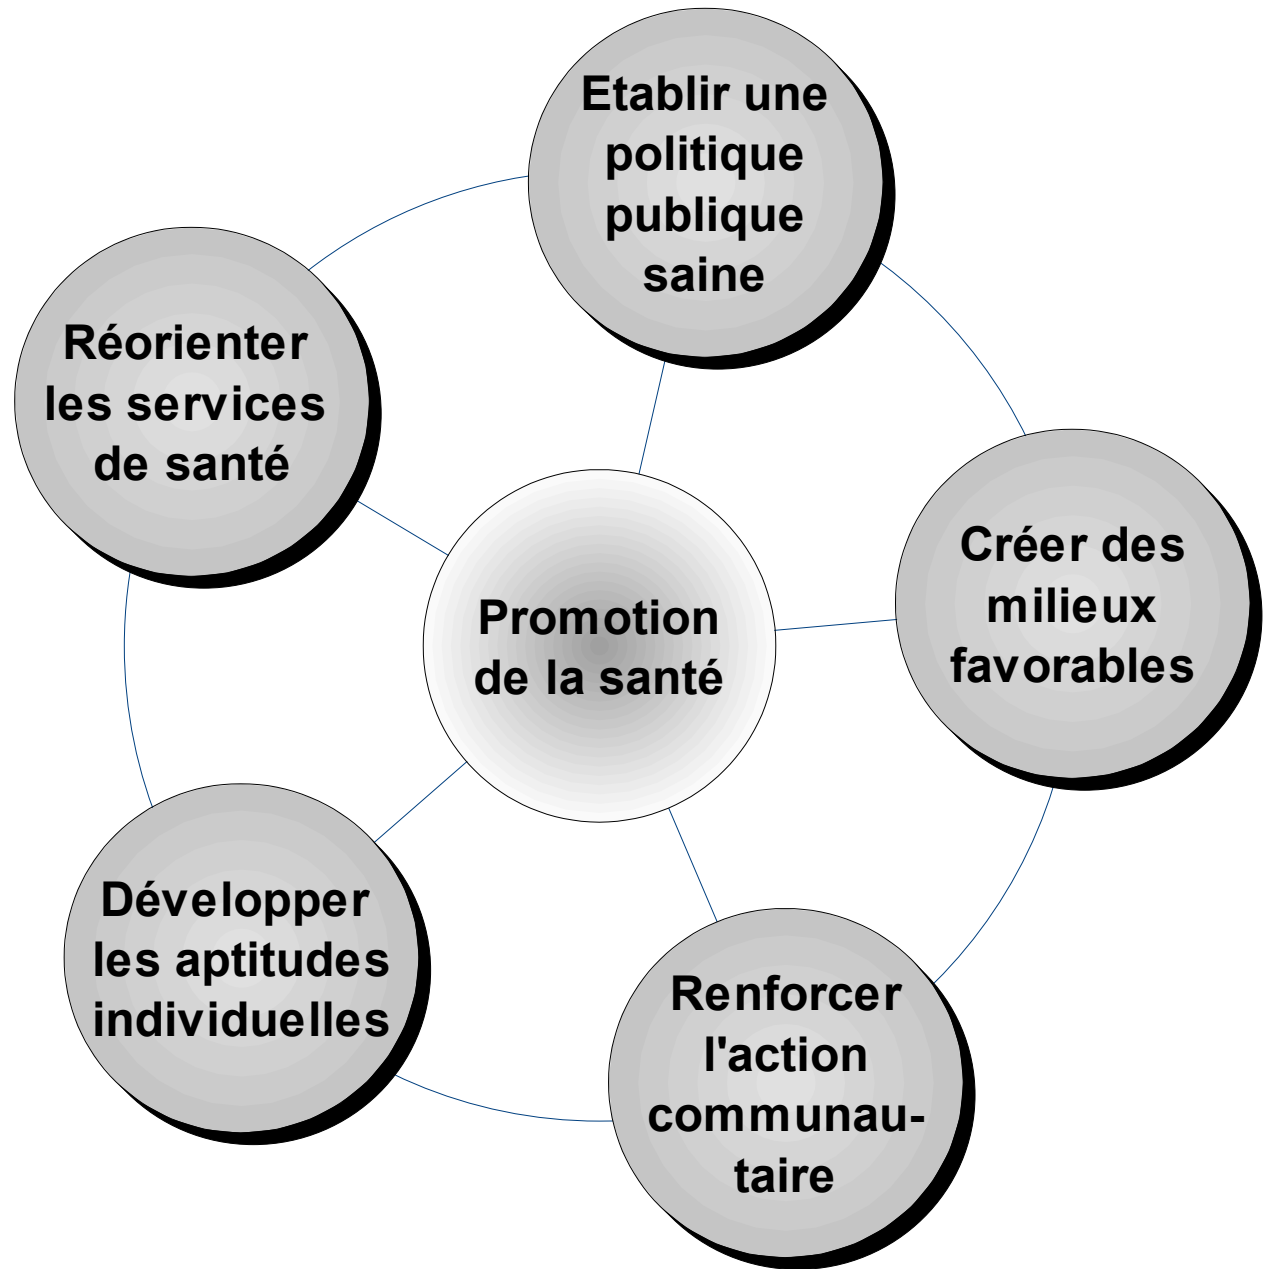 Etablir une
politique
publique
saine
Réorienter
les services
de santé
Créer des
milieux
favorables
Promotion
de la santé
Développer
les aptitudes
individuelles
Renforcer
l'action
communau-
taire